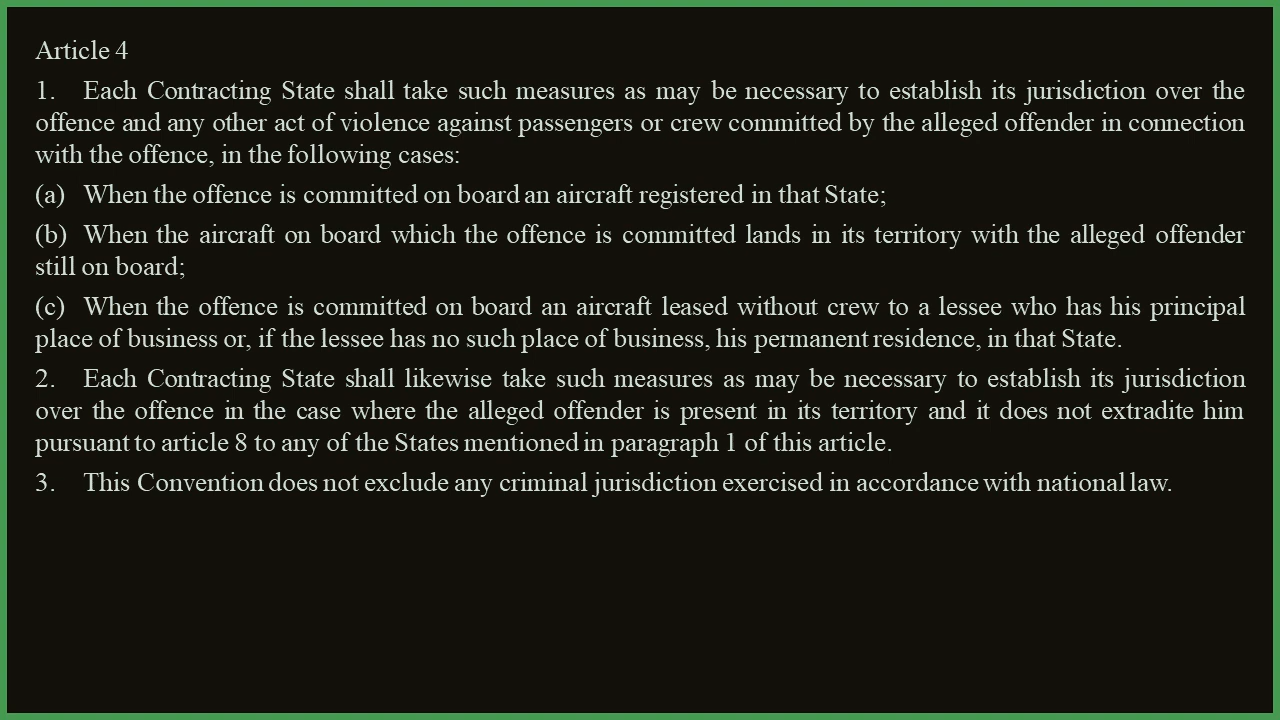 Article 4
1. Each Contracting State shall take such measures as may be necessary to establish its jurisdiction over the
offence and any other act of violence against passengers or crew committed by the alleged offender in connection
with the offence, in the following cases:
(a) When the offence is committed on board an aircraft registered in that State;
(b) When the aircraft on board which the offence is committed lands in its territory with the alleged offender
still on board;
(c) When the offence is committed on board an aircraft leased without crew to a lessee who has his principal
place of business or, if the lessee has no such place of business, his permanent residence, in that State.
2. Each Contracting State shall likewise take such measures as may be necessary to establish its jurisdiction
over the offence in the case where the alleged offender is present in its territory and it does not extradite him
pursuant to article 8 to any of the States mentioned in paragraph 1 of this article.
3. This Convention does not exclude any criminal jurisdiction exercised in accordance with national law.